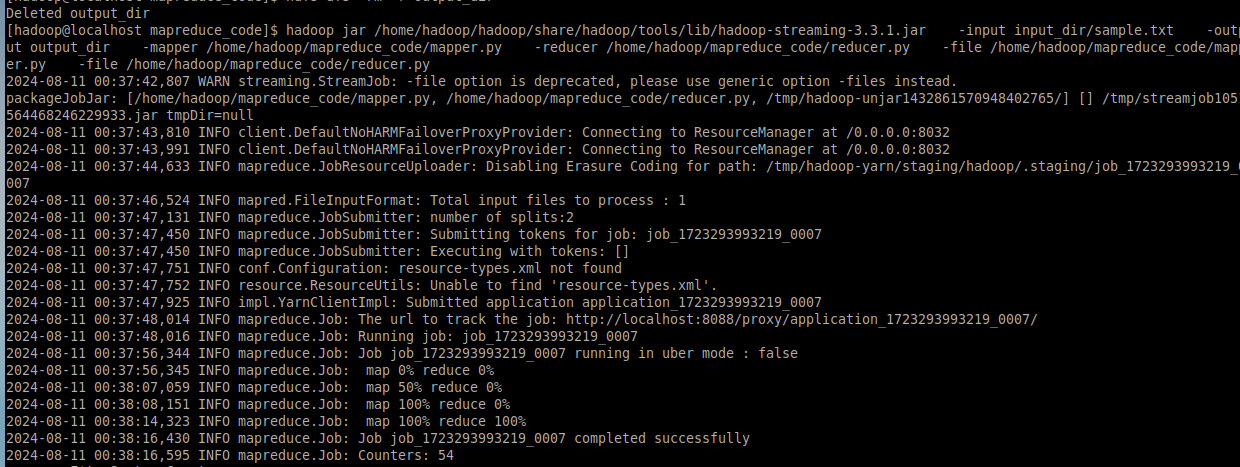 Deleted output_dir
[hadoop@localhost mapreduce_code]$ hadoop jar /home/hadoop/hadoop/share/hadoop/tools/lib/hadoop-streaming-3.3.1.jar    -input input_dir/sample.txt    -outp
ut output_dir    -mapper /home/hadoop/mapreduce_code/mapper.py    -reducer /home/hadoop/mapreduce_code/reducer.py    -file /home/hadoop/mapreduce_code/mapp
er.py    -file /home/hadoop/mapreduce_code/reducer.py
2024-08-11 00:37:42,807 WARN streaming.StreamJob: -file option is deprecated, please use generic option -files instead.
packageJobJar: [/home/hadoop/mapreduce_code/mapper.py, /home/hadoop/mapreduce_code/reducer.py, /tmp/hadoop-unjar1432861570948402765/] [] /tmp/streamjob1051
564468246229933.jar tmpDir=null
2024-08-11 00:37:43,810 INFO client.DefaultNoHARMFailoverProxyProvider: Connecting to ResourceManager at /0.0.0.0:8032
2024-08-11 00:37:43,991 INFO client.DefaultNoHARMFailoverProxyProvider: Connecting to ResourceManager at /0.0.0.0:8032
2024-08-11 00:37:44,633 INFO mapreduce.JobResourceUploader: Disabling Erasure Coding for path: /tmp/hadoop-yarn/staging/hadoop/.staging/job_1723293993219_0
007
2024-08-11 00:37:46,524 INFO mapred.FileInputFormat: Total input files to process : 1
2024-08-11 00:37:47,131 INFO mapreduce.JobSubmitter: number of splits:2
2024-08-11 00:37:47,450 INFO mapreduce.JobSubmitter: Submitting tokens for job: job_1723293993219_0007
2024-08-11 00:37:47,450 INFO mapreduce.JobSubmitter: Executing with tokens: []
2024-08-11 00:37:47,751 INFO conf.Configuration: resource-types.xml not found
2024-08-11 00:37:47,752 INFO resource.ResourceUtils: Unable to find 'resource-types.xml'.
2024-08-11 00:37:47,925 INFO impl.YarnClientImpl: Submitted application application_1723293993219_0007
2024-08-11 00:37:48,014 INFO mapreduce.Job: The url to track the job: http://localhost:8088/proxy/application_1723293993219_0007/
2024-08-11 00:37:48,016 INFO mapreduce.Job: Running job: job_1723293993219_0007
2024-08-11 00:37:56,344 INFO mapreduce.Job: Job job_1723293993219_0007 running in uber mode : false
2024-08-11 00:37:56,345 INFO mapreduce.Job:  map 0% reduce 0%
2024-08-11 00:38:07,059 INFO mapreduce.Job:  map 50% reduce 0%
2024-08-11 00:38:08,151 INFO mapreduce.Job:  map 100% reduce 0%
2024-08-11 00:38:14,323 INFO mapreduce.Job:  map 100% reduce 100%
2024-08-11 00:38:16,430 INFO mapreduce.Job: Job job_1723293993219_0007 completed successfully
2024-08-11 00:38:16,595 INFO mapreduce.Job: Counters: 54